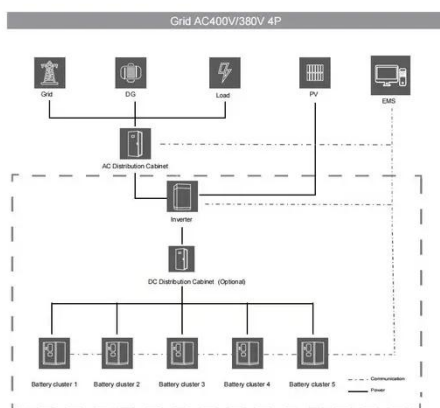 Grid AC400V/380V 4P
Grid
DG
Load
PV
EMS
AC Distribution Cabinet
Inverter
DC Distribution Cabinet (Optional)
Battery cluster 1
Battery cluster 2
Battery cluster 3
Battery cluster 4
Battery cluster 5
Communication
Power